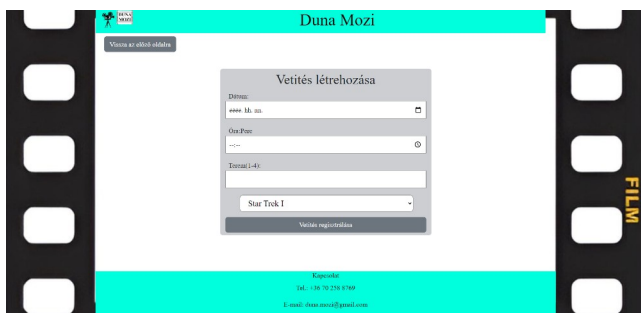 DUNA
MOZI
Duna Mozi
Vissza az előző oldalra
Vetítés létrehozása
Dátum:
éééé. hh. nn.
Óra:Perc
--:--
Terem(1-4):
Star Trek I
Vetítés regisztrálása
FILM
Kapcsolat
Tel.: +36 70 256 8769
E-mail: duna.mozi@gmail.com